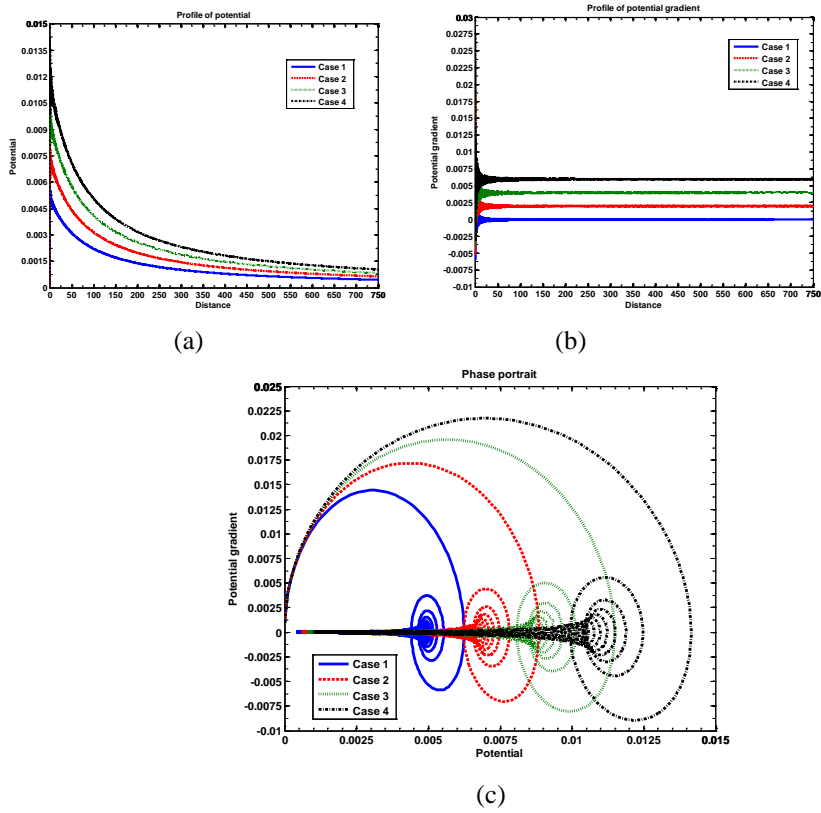 Profile of potential
0.015
0.0135
0.012
0.0105
0.009
0.0075
0.006
0.0045
0.003
0.0015
0
Potential
Case 1
Case 2
Case 3
Case 4
0 50 100 150 200 250 300 350 400 450 500 550 600 650 700 750
Distance
(a)
Profile of potential gradient
0.03
0.0275
0.025
0.0225
0.02
0.0175
0.015
0.0125
0.01
0.0075
0.005
0.0025
0
-0.0025
-0.005
-0.0075
-0.01
Potential gradient
Case 1
Case 2
Case 3
Case 4
0 50 100 150 200 250 300 350 400 450 500 550 600 650 700 750
Distance
(b)
Phase portrait
0.025
0.0225
0.02
0.0175
0.015
0.0125
0.01
0.0075
0.005
0.0025
0
-0.0025
-0.005
-0.0075
-0.01
Potential gradient
Case 1
Case 2
Case 3
Case 4
0 0.0025 0.005 0.0075 0.01 0.0125 0.015
Potential
(c)